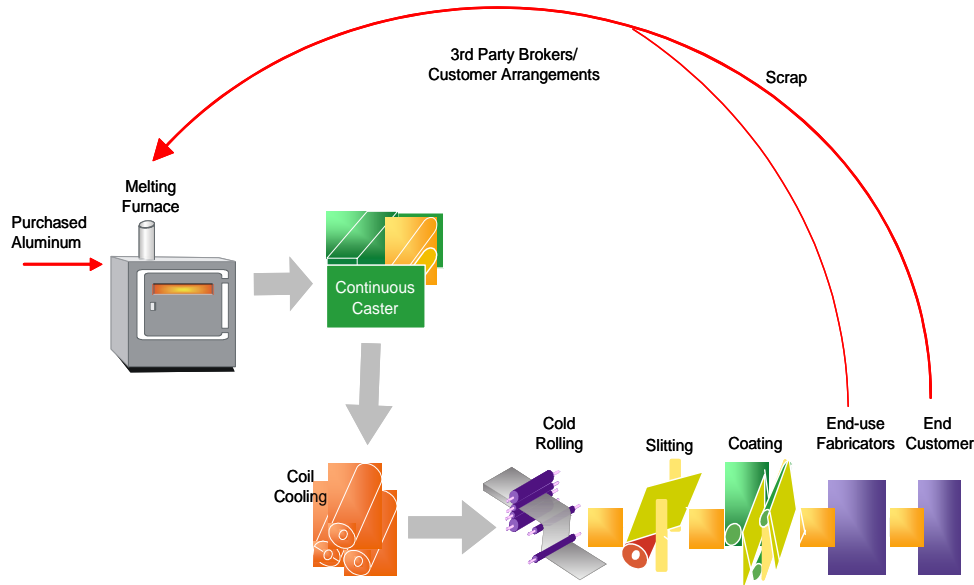 3rd Party Brokers/
Customer Arrangements
Scrap
Melting
Furnace
Purchased
Aluminum
Continuous
Caster
Coil
Cooling
Cold
Rolling
Slitting
Coating
End-use
Fabricators
End
Customer